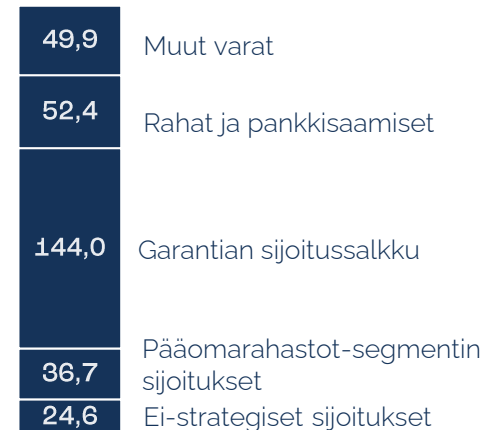 49,9 Muut varat
52,4 Rahat ja pankkisaamiset
144,0 Garantian sijoitussalkku
36,7 Pääomarahastot-segmentin
sijoitukset
24,6 Ei-strategiset sijoitukset